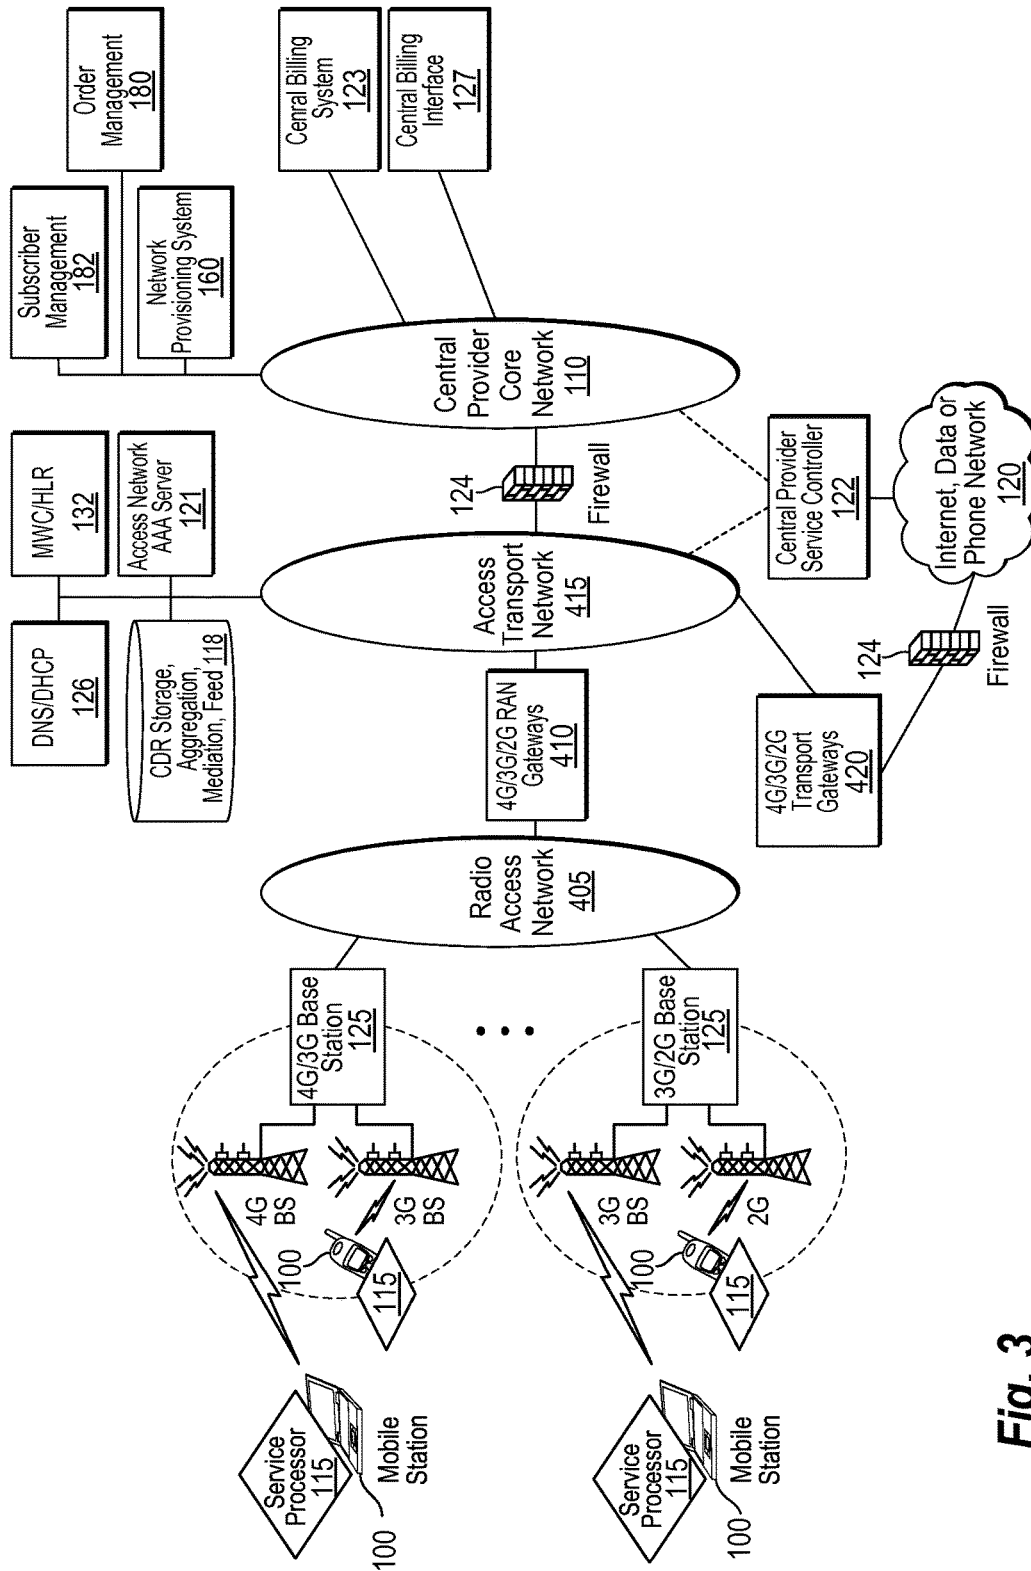 Subscriber
Management
182
Order
Management
180
Network
Provisioning System
160
Cenral Billing
System
123
Central Billing
Interface
127
DNS/DHCP
126
MWC/HLR
132
CDR Storage,
Aggregation,
Mediation, Feed 118
Access Network
AAA Server
121
4G/3G Base
Station
125
4G
BS
3G
BS
100
115
Service
Processor
115
100
Mobile
Station
Radio
Access
Network
405
4G/3G/2G RAN
Gateways
410
Access
Transport
Network
415
124
Firewall
Central
Provider
Core
Network
110
3G/2G Base
Station
125
3G
BS
2G
100
115
Service
Processor
115
100
Mobile
Station
4G/3G/2G
Transport
Gateways
420
124
Firewall
Central Provider
Service Controller
122
Internet, Data or
Phone Network
120
Fig. 3